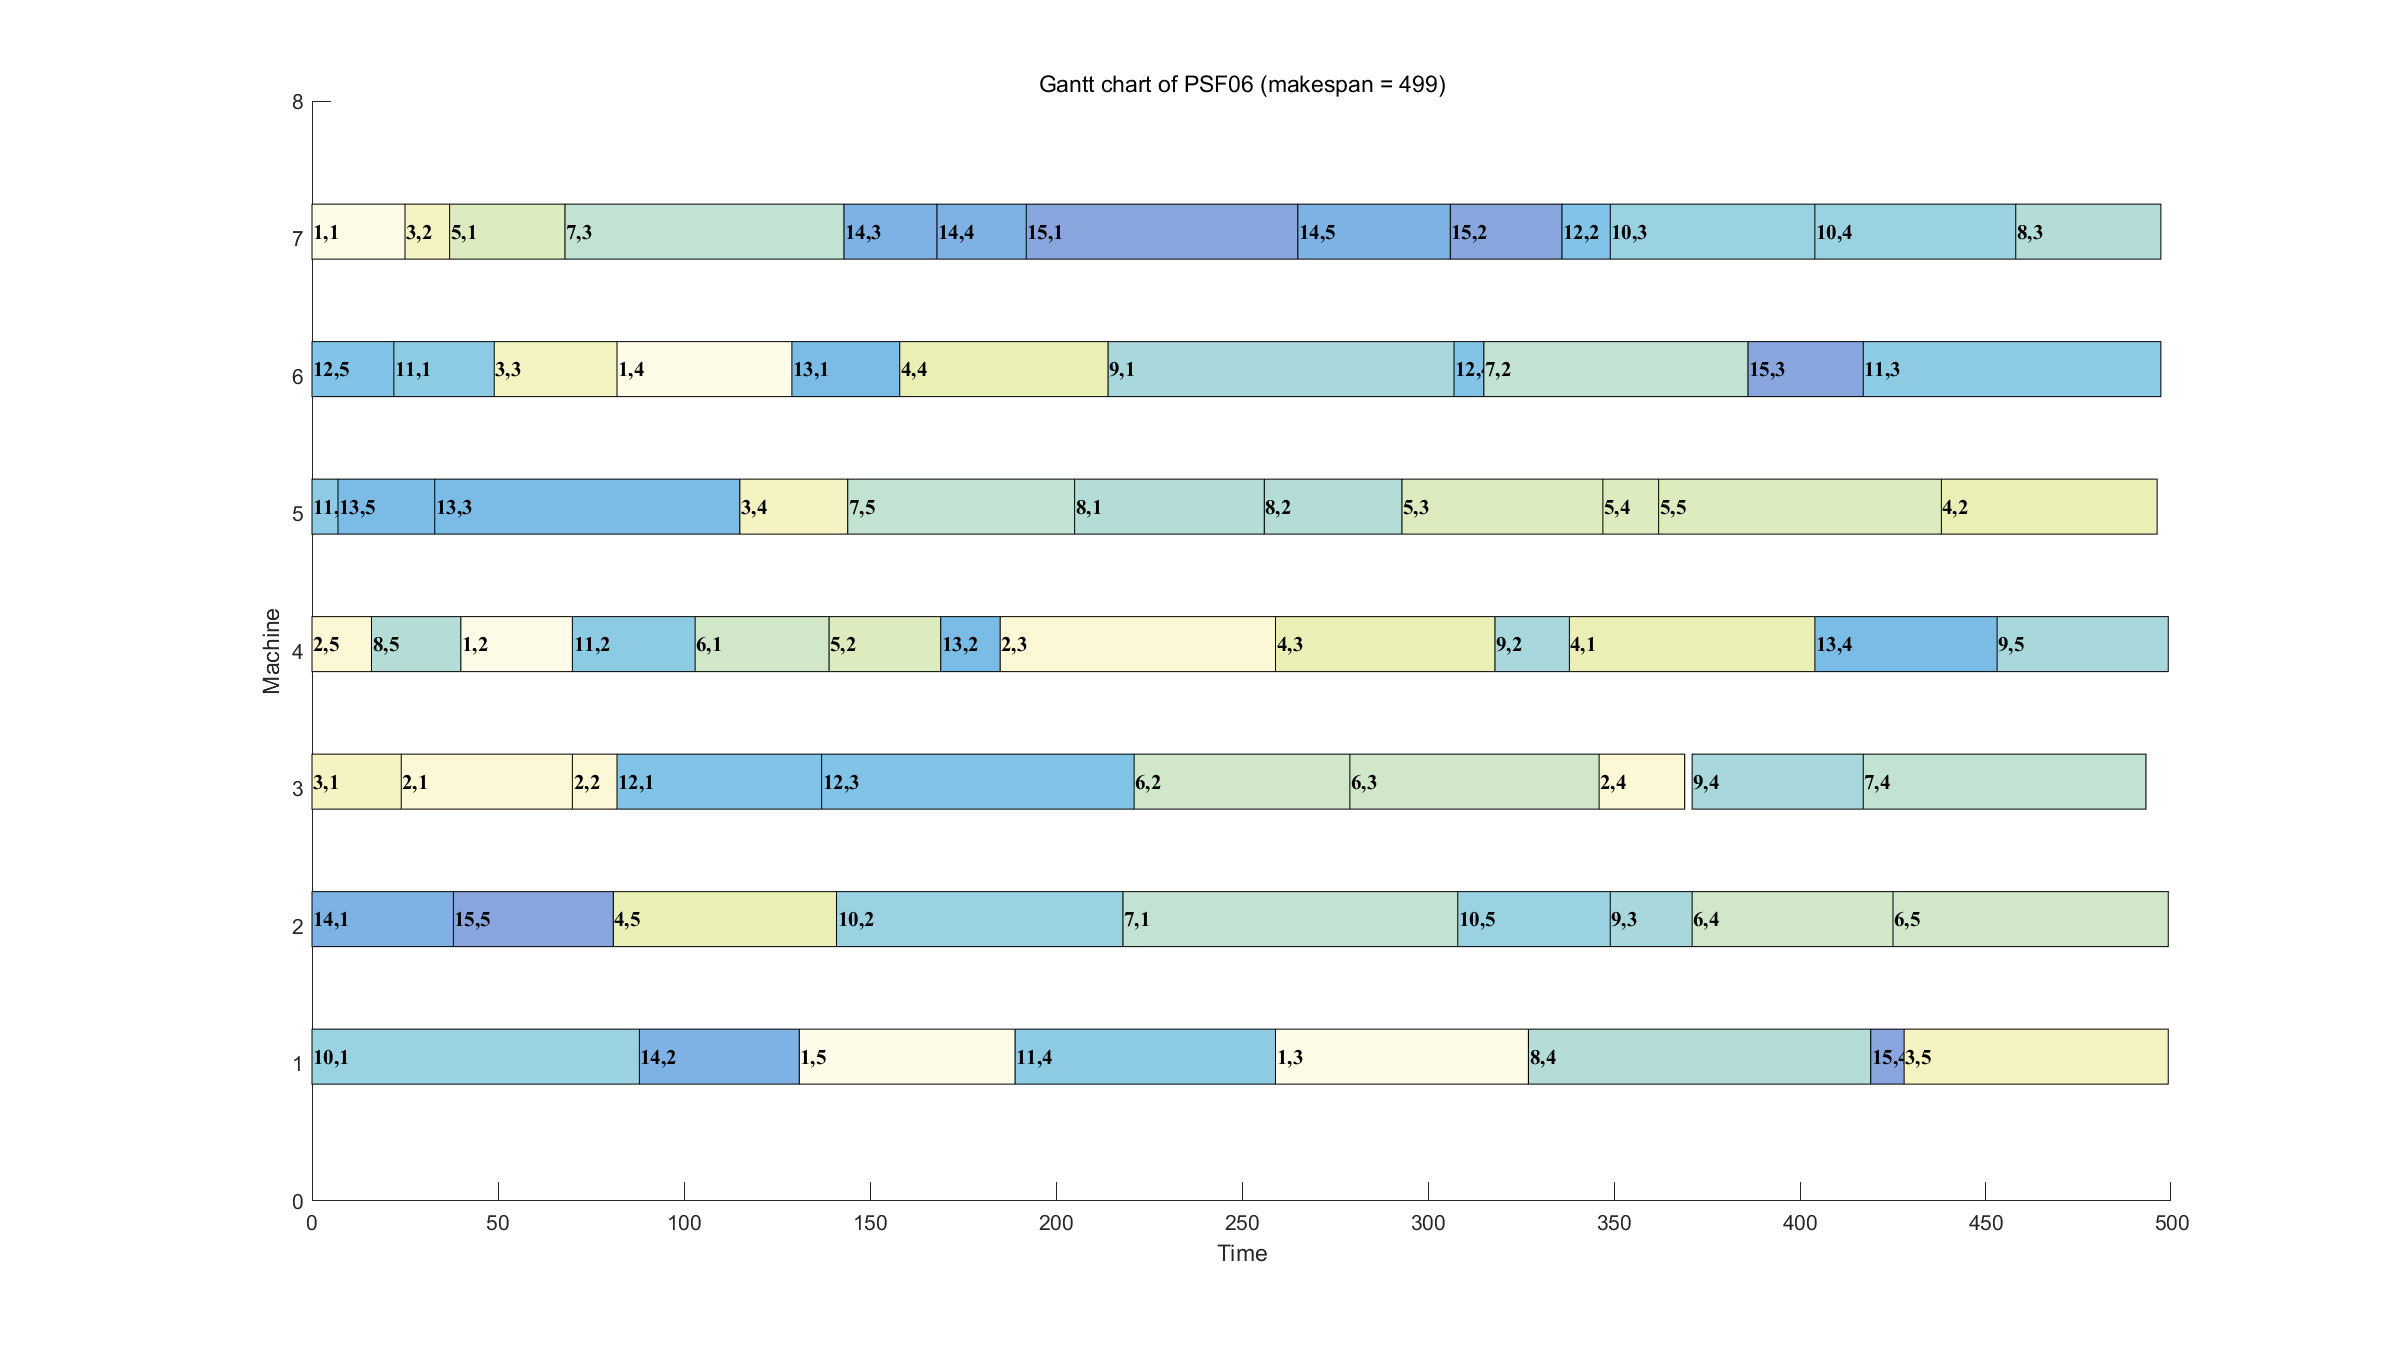 Gantt chart of PSF06 (makespan = 499)
8
7
1,1 3,2 5,1 7,3 14,3 14,4 15,1 14,5 15,2 12,2 10,3 10,4 8,3
6
12,5 11,1 3,3 1,4 13,1 4,4 9,1 12, 7,2 15,3 11,3
5
11, 13,5 13,3 3,4 7,5 8,1 8,2 5,3 5,4 5,5 4,2
Machine
4
2,5 8,5 1,2 11,2 6,1 5,2 13,2 2,3 4,3 9,2 4,1 13,4 9,5
3
3,1 2,1 2,2 12,1 12,3 6,2 6,3 2,4 9,4 7,4
2
14,1 15,5 4,5 10,2 7,1 10,5 9,3 6,4 6,5
1
10,1 14,2 1,5 11,4 1,3 8,4 15,4 3,5
0
0 50 100 150 200 250 300 350 400 450 500
Time